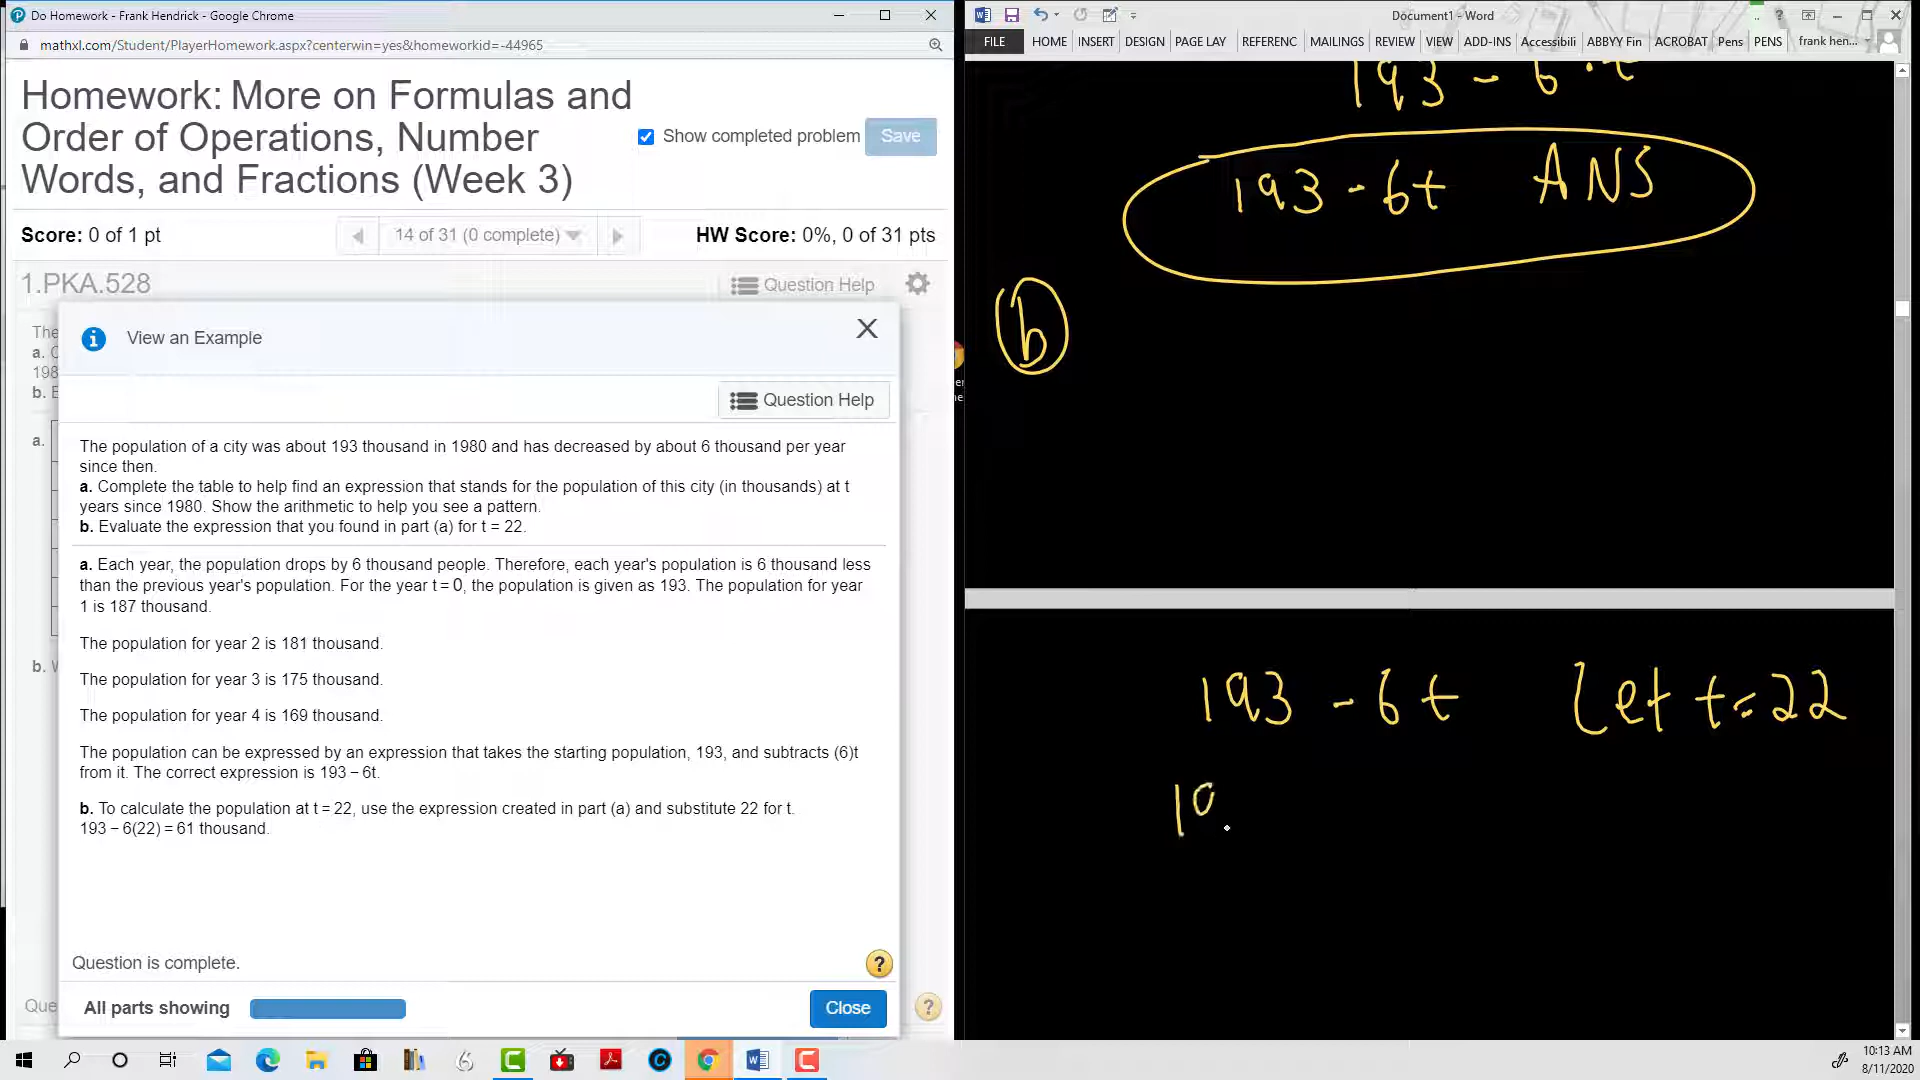 Do Homework - Frank Hendrick - Google Chrome
mathxl.com/Student/PlayerHomework.aspx?centerwin=yes&homeworkid=-44965
Homework: More on Formulas and
Order of Operations, Number
Words, and Fractions (Week 3)
Show completed problem
Save
Score: 0 of 1 pt
14 of 31 (0 complete)
HW Score: 0%, 0 of 31 pts
1.PKA.528
Question Help
The
a. C
198
b. E
a.
b. W
View an Example
Question Help
The population of a city was about 193 thousand in 1980 and has decreased by about 6 thousand per year
since then.
a. Complete the table to help find an expression that stands for the population of this city (in thousands) at t
years since 1980. Show the arithmetic to help you see a pattern.
b. Evaluate the expression that you found in part (a) for t = 22.
a. Each year, the population drops by 6 thousand people. Therefore, each year's population is 6 thousand less
than the previous year's population. For the year t = 0, the population is given as 193. The population for year
1 is 187 thousand.
The population for year 2 is 181 thousand.
The population for year 3 is 175 thousand.
The population for year 4 is 169 thousand.
The population can be expressed by an expression that takes the starting population, 193, and subtracts (6)t
from it. The correct expression is 193 − 6t.
b. To calculate the population at t = 22, use the expression created in part (a) and substitute 22 for t.
193 − 6(22) = 61 thousand.
Question is complete.
?
Que
All parts showing
Close
?
Document1 - Word
FILE HOME INSERT DESIGN PAGE LAY REFERENC MAILINGS REVIEW VIEW ADD-INS Accessibili ABBYY Fin ACROBAT Pens PENS frank hen...
193 - 6 · t
193 - 6t ANS
b
193 - 6t Let t = 22
19
10:13 AM
8/11/2020